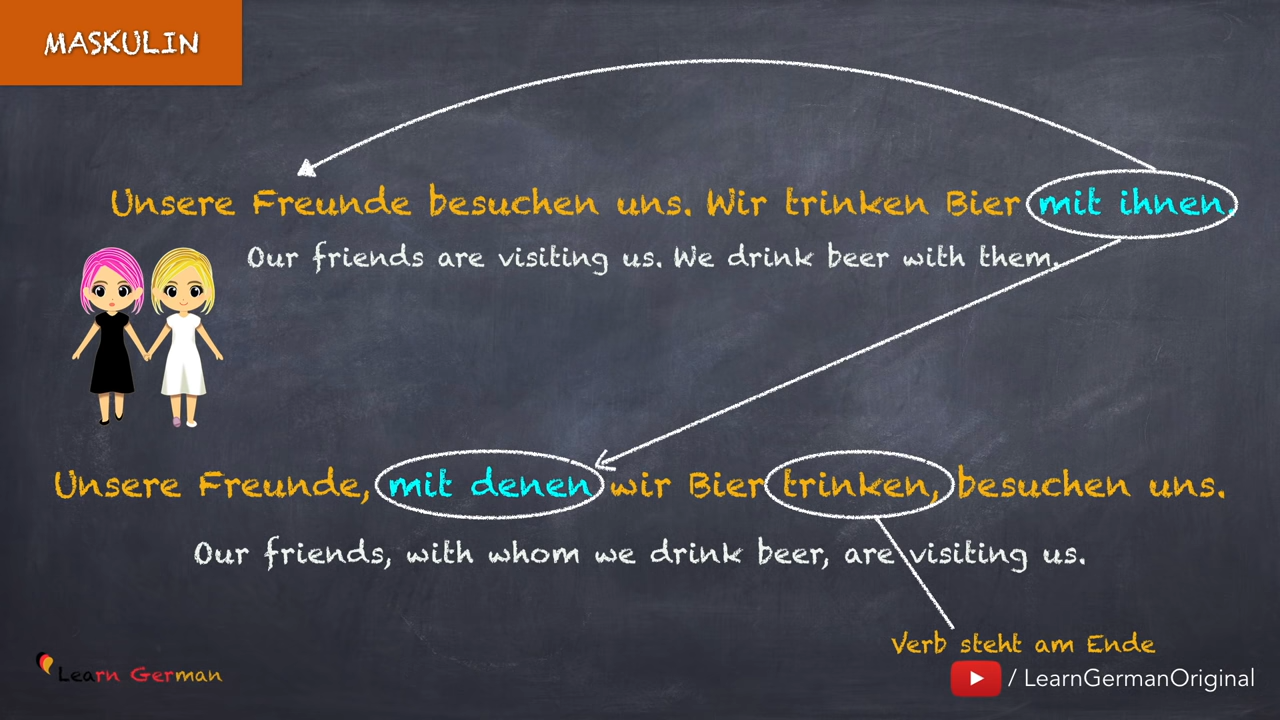 MASKULIN
Unsere Freunde besuchen uns. Wir trinken Bier mit ihnen.
Our friends are visiting us. We drink beer with them.
Unsere Freunde, mit denen wir Bier trinken, besuchen uns.
Our friends, with whom we drink beer, are visiting us.
Verb steht am Ende
Learn German
/ LearnGermanOriginal